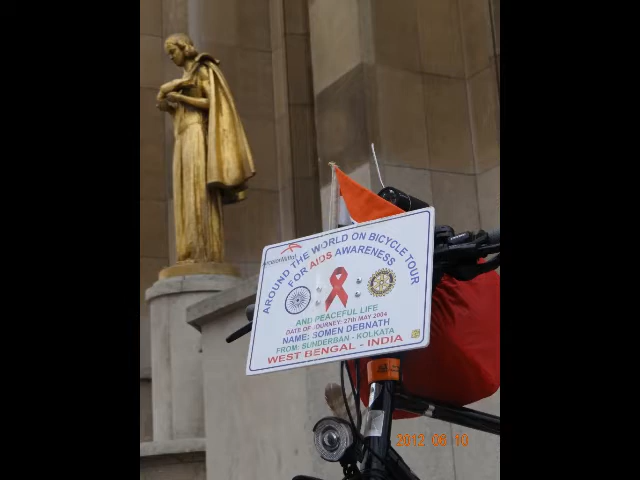 ArcelorMittal
AROUND THE WORLD ON BICYCLE TOUR
FOR AIDS AWARENESS
AND PEACEFUL LIFE
DATE OF JOURNEY: 27th MAY 2004
NAME: SOMEN DEBNATH
FROM: SUNDERBAN - KOLKATA
WEST BENGAL - INDIA
2012 06 10